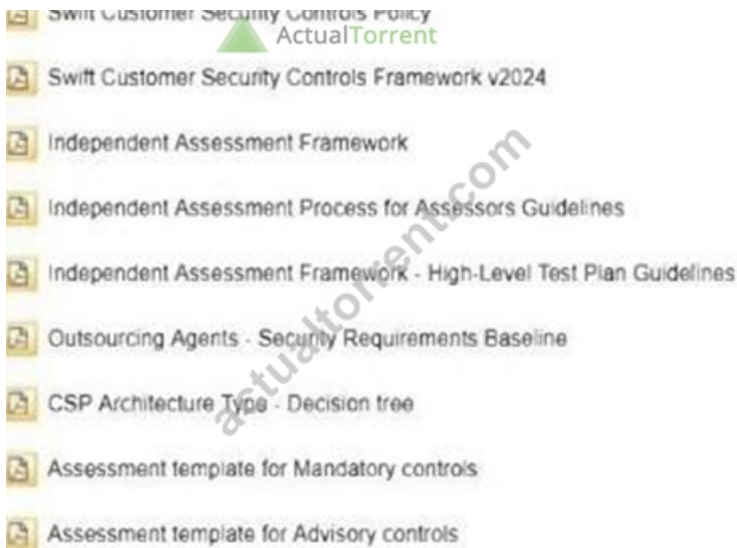 Swift Customer Security Controls Policy
ActualTorrent
Swift Customer Security Controls Framework v2024
Independent Assessment Framework
Independent Assessment Process for Assessors Guidelines
Independent Assessment Framework - High-Level Test Plan Guidelines
Outsourcing Agents - Security Requirements Baseline
CSP Architecture Type - Decision tree
Assessment template for Mandatory controls
Assessment template for Advisory controls
actualtorrent.com